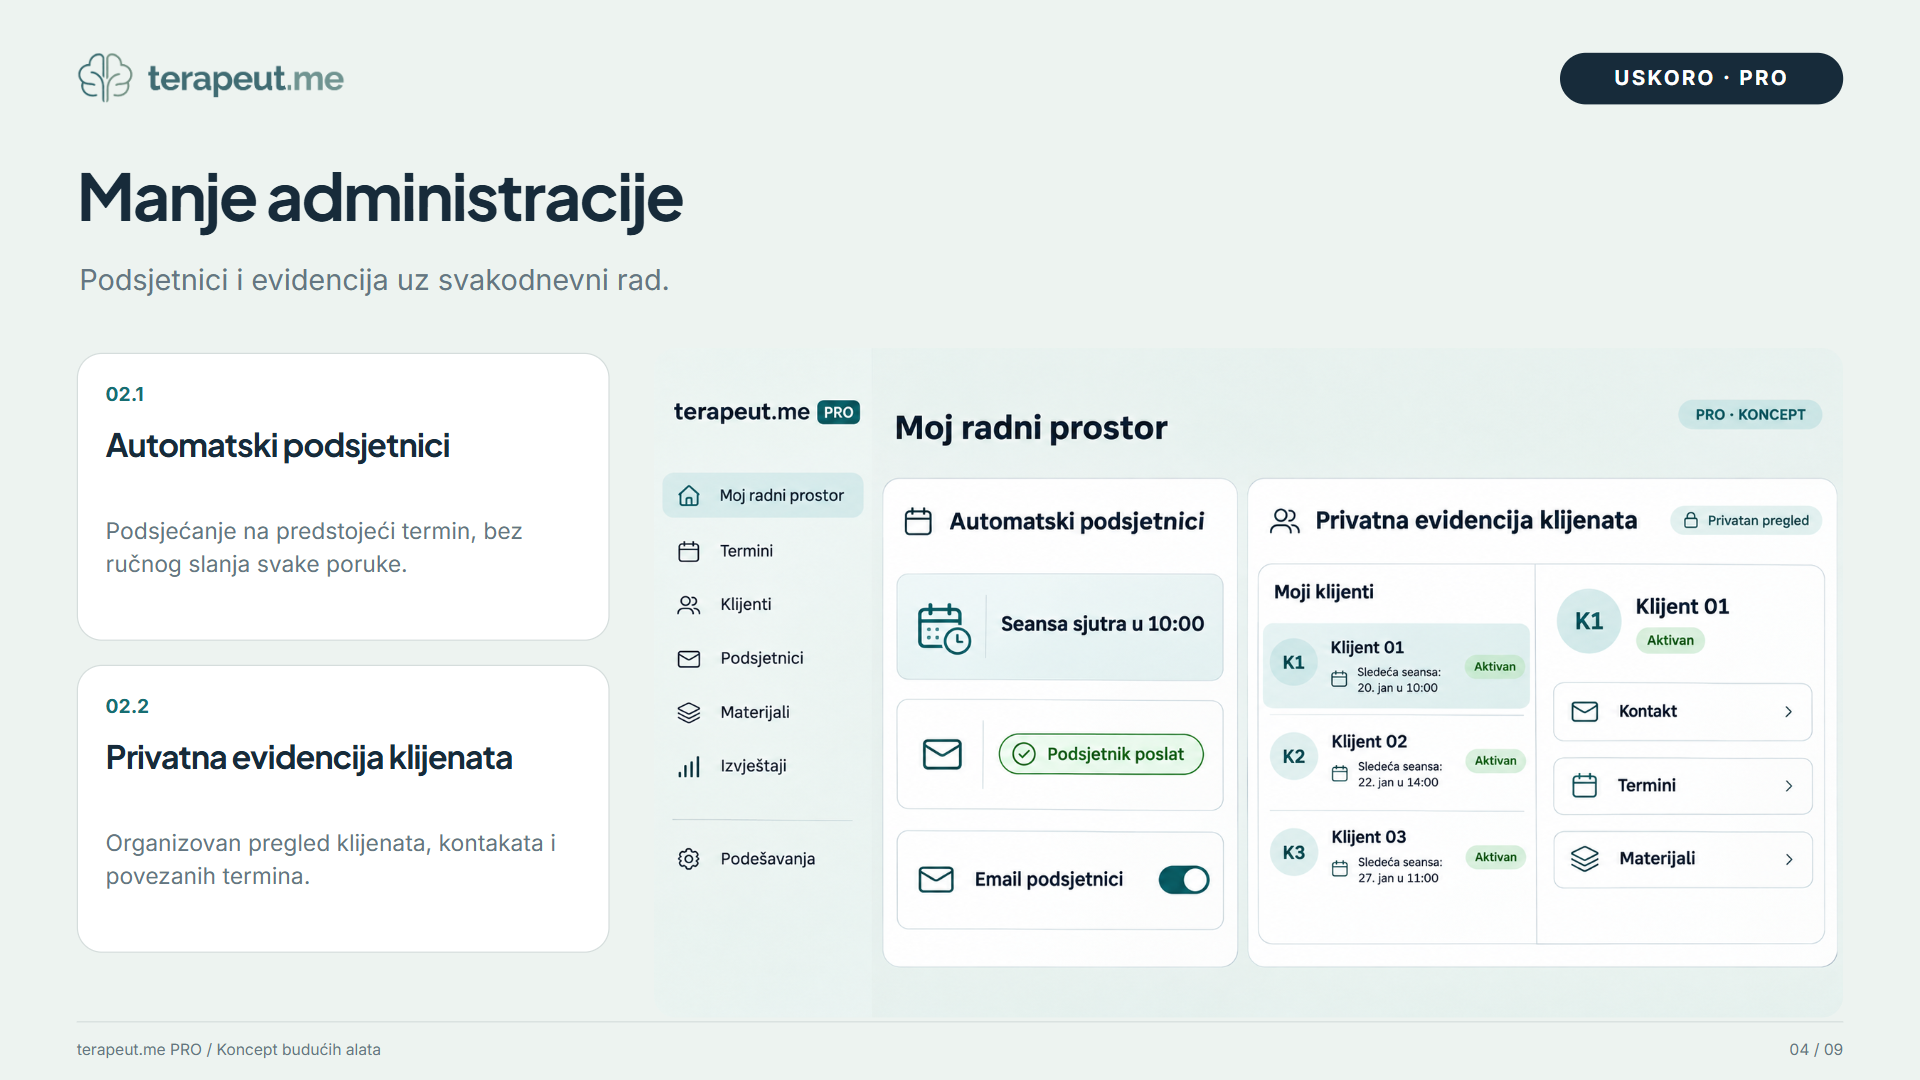 terapeut.me
USKORO · PRO
Manje administracije
Podsjetnici i evidencija uz svakodnevni rad.
02.1
Automatski podsjetnici
Podsjećanje na predstojeći termin, bez
ručnog slanja svake poruke.
02.2
Privatna evidencija klijenata
Organizovan pregled klijenata, kontakata i
povezanih termina.
terapeut.me PRO
Moj radni prostor
Termini
Klijenti
Podsjetnici
Materijali
Izvještaji
Podešavanja
Moj radni prostor
PRO · KONCEPT
Automatski podsjetnici
Seansa sjutra u 10:00
Podsjetnik poslat
Email podsjetnici
Privatna evidencija klijenata
Privatan pregled
Moji klijenti
K1
Klijent 01
Sledeća seansa:
20. jan u 10:00
Aktivan
K2
Klijent 02
Sledeća seansa:
22. jan u 14:00
Aktivan
K3
Klijent 03
Sledeća seansa:
27. jan u 11:00
Aktivan
K1
Klijent 01
Aktivan
Kontakt
Termini
Materijali
terapeut.me PRO / Koncept budućih alata
04 / 09